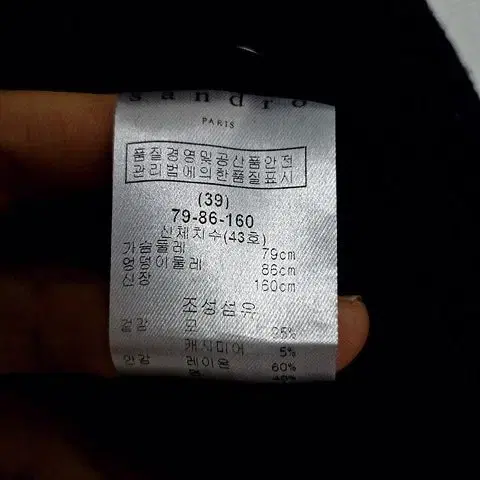 sandro
PARIS
품질경영및공산품안전
관리법에의한품질표시
(39)
79-86-160
신체치수(43호)
가슴둘레 79cm
엉덩이둘레 86cm
신장 160cm
조성섬유
겉감 모
캐시미어 5%
안감 레이온 60%